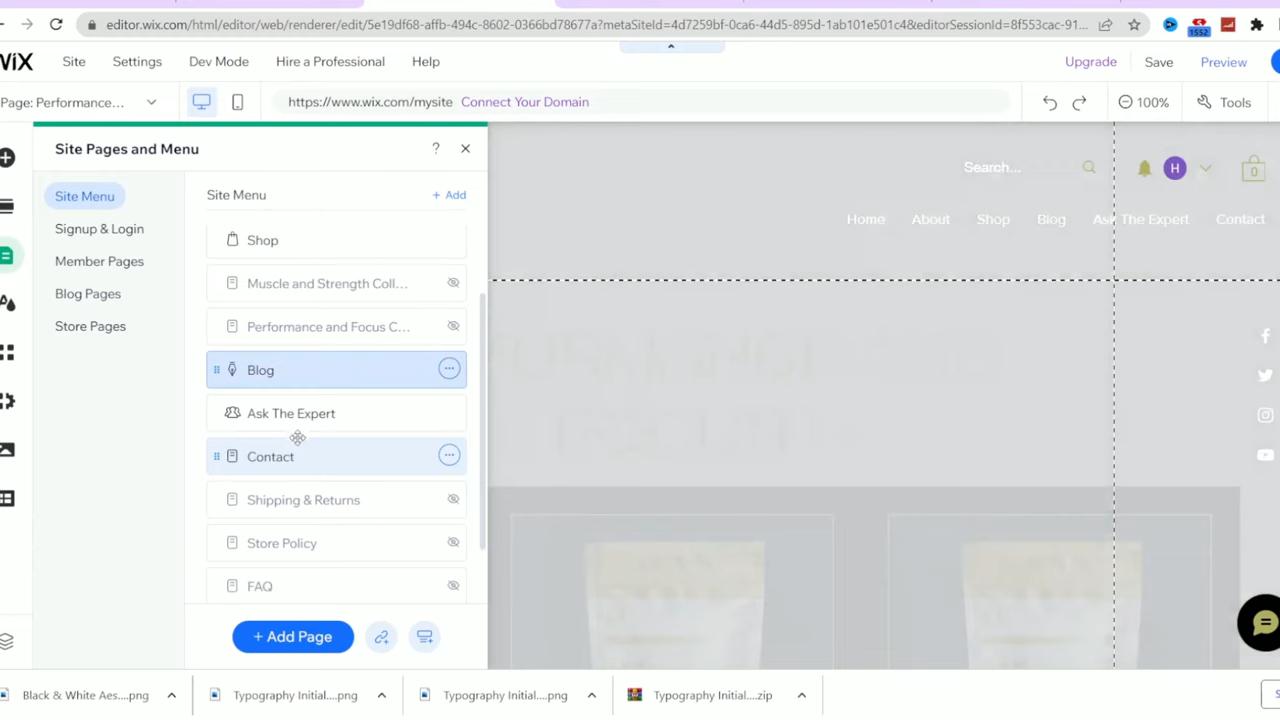 editor.wix.com/html/editor/web/renderer/edit/5e19df68-affb-494c-8602-0366bd78677a?metaSiteId=4d7259bf-0ca6-44d5-895d-1ab101e501c4&editorSessionId=8f553cac-91...
1552
WiX Site Settings Dev Mode Hire a Professional Help Upgrade Save Preview
Page: Performance... https://www.wix.com/mysite Connect Your Domain 100% Tools
Site Pages and Menu ?
Site Menu
Signup & Login
Member Pages
Blog Pages
Store Pages
Site Menu + Add
Shop
Muscle and Strength Coll...
Performance and Focus C...
Blog
Ask The Expert
Contact
Shipping & Returns
Store Policy
FAQ
+ Add Page
Search... H 0
Home About Shop Blog Ask The Expert Contact
Black & White Aes....png Typography Initial....png Typography Initial....png Typography Initial....zip